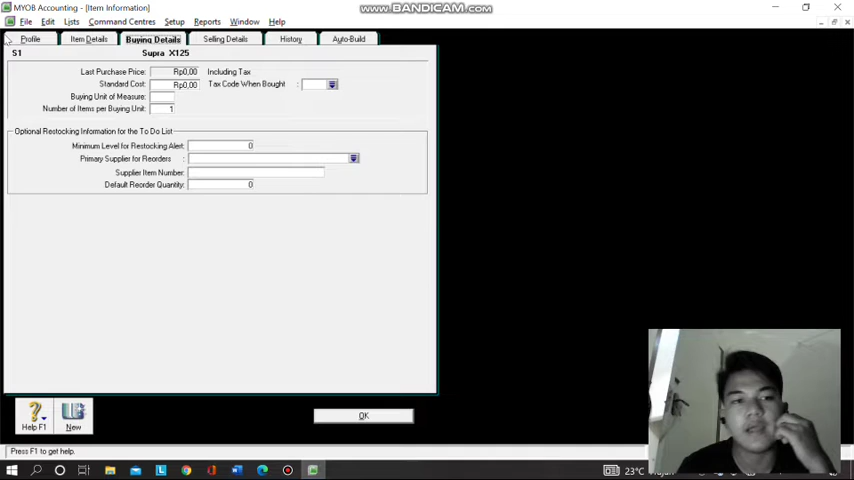 MYOB Accounting - [Item Information]
www.BANDICAM.com
File Edit Lists Command Centres Setup Reports Window Help
Profile Item Details Buying Details Selling Details History Auto-Build
S1 Supra X125
Last Purchase Price: Rp0,00 Including Tax
Standard Cost: Rp0,00 Tax Code When Bought :
Buying Unit of Measure:
Number of Items per Buying Unit: 1
Optional Restocking Information for the To Do List
Minimum Level for Restocking Alert: 0
Primary Supplier for Reorders :
Supplier Item Number:
Default Reorder Quantity: 0
Help F1 New OK
Press F1 to get help.
23°C